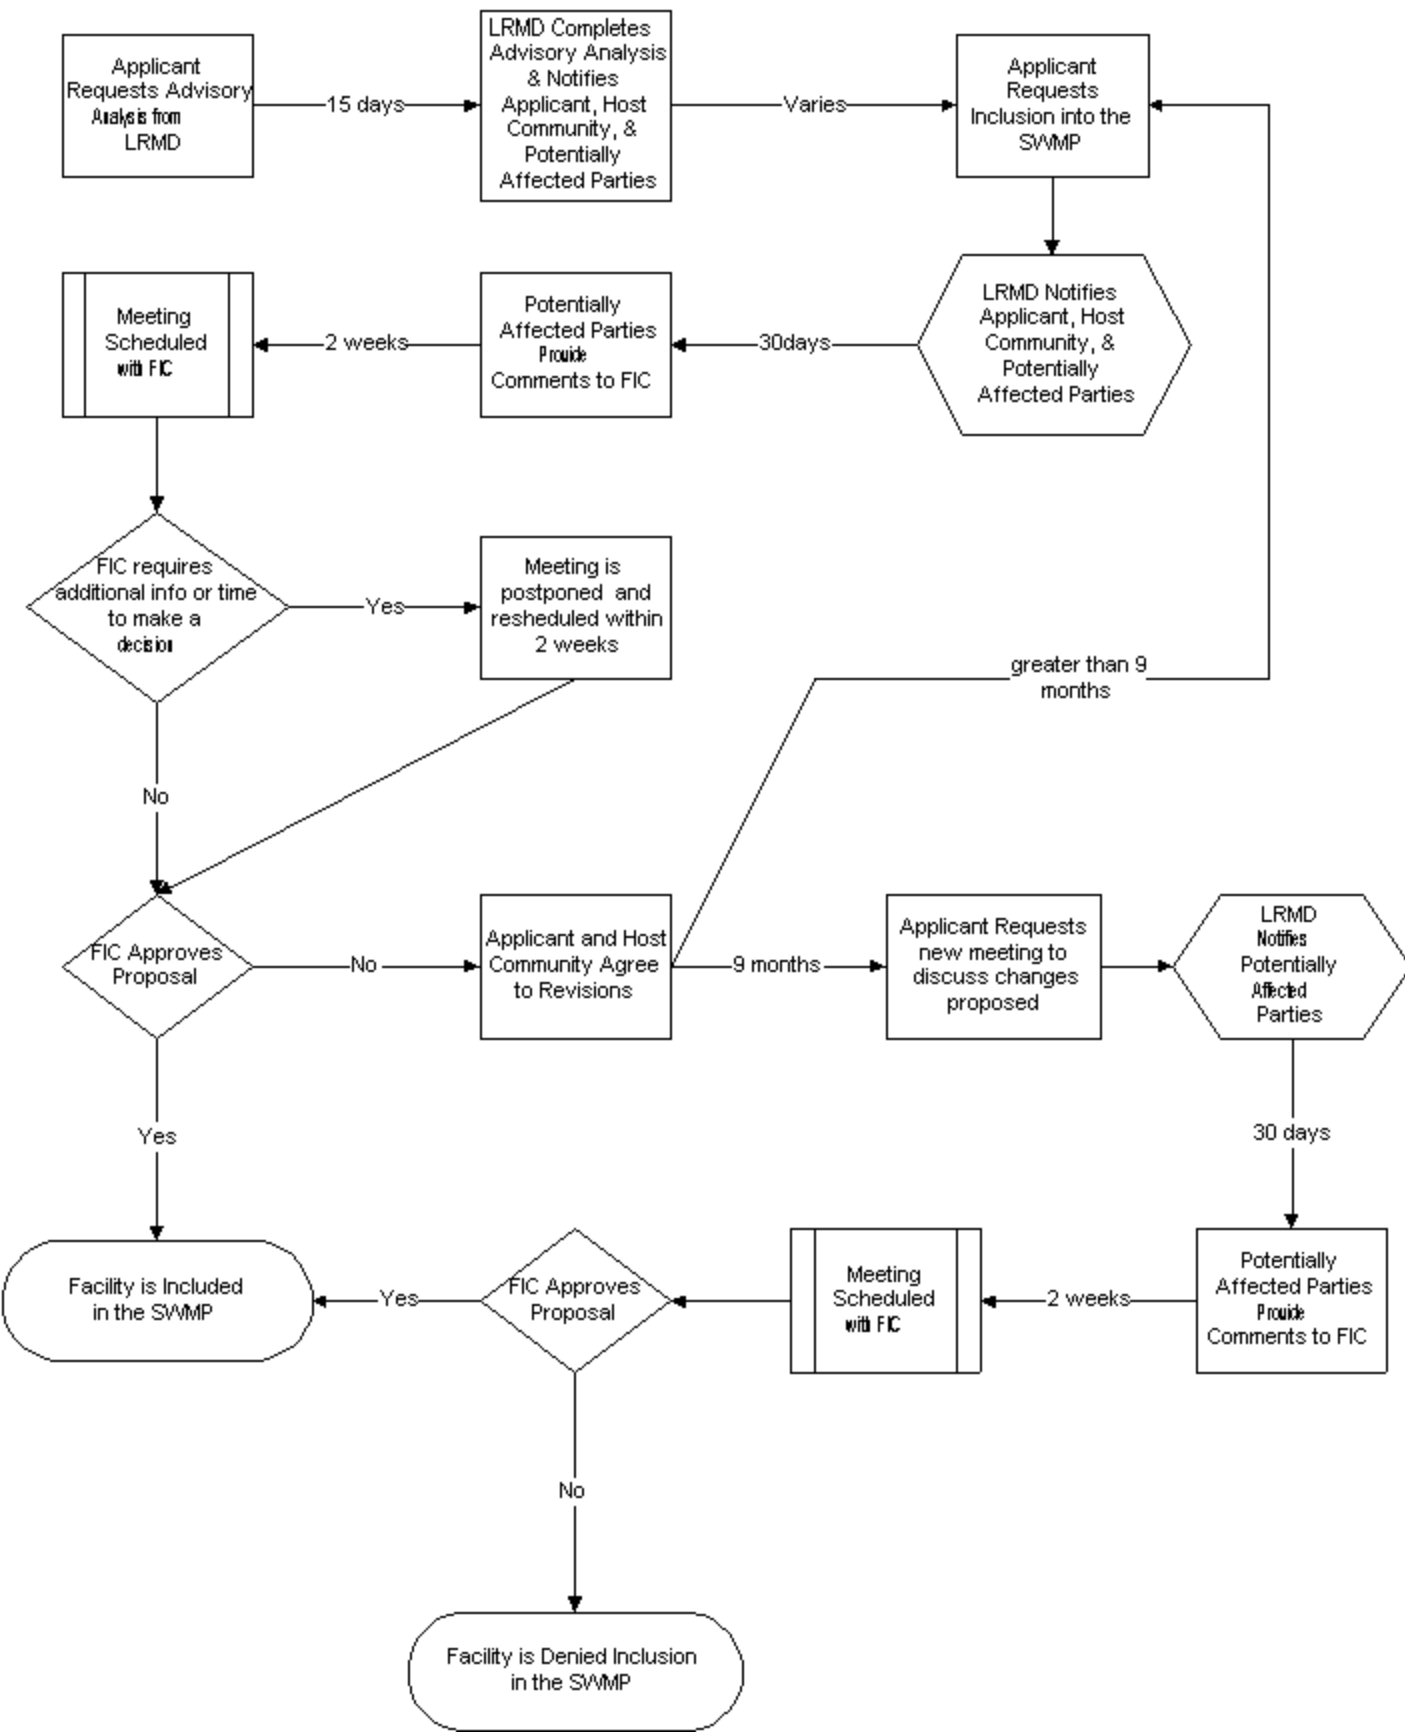 Applicant
Requests Advisory
Analysis from
LRMD
15 days
LRMD Completes
Advisory Analysis
& Notifies
Applicant, Host
Community, &
Potentially
Affected Parties
Varies
Applicant
Requests
Inclusion into the
SWMP
Meeting
Scheduled
with FIC
2 weeks
Potentially
Affected Parties
Provide
Comments to FIC
30days
LRMD Notifies
Applicant, Host
Community, &
Potentially
Affected Parties
FIC requires
additional info or time
to make a
decision
Yes
Meeting is
postponed and
resheduled within
2 weeks
greater than 9
months
No
FIC Approves
Proposal
No
Applicant and Host
Community Agree
to Revisions
9 months
Applicant Requests
new meeting to
discuss changes
proposed
LRMD
Notifies
Potentially
Affected
Parties
Yes
30 days
Facility is Included
in the SWMP
Yes
FIC Approves
Proposal
Meeting
Scheduled
with FIC
2 weeks
Potentially
Affected Parties
Provide
Comments to FIC
No
Facility is Denied Inclusion
in the SWMP